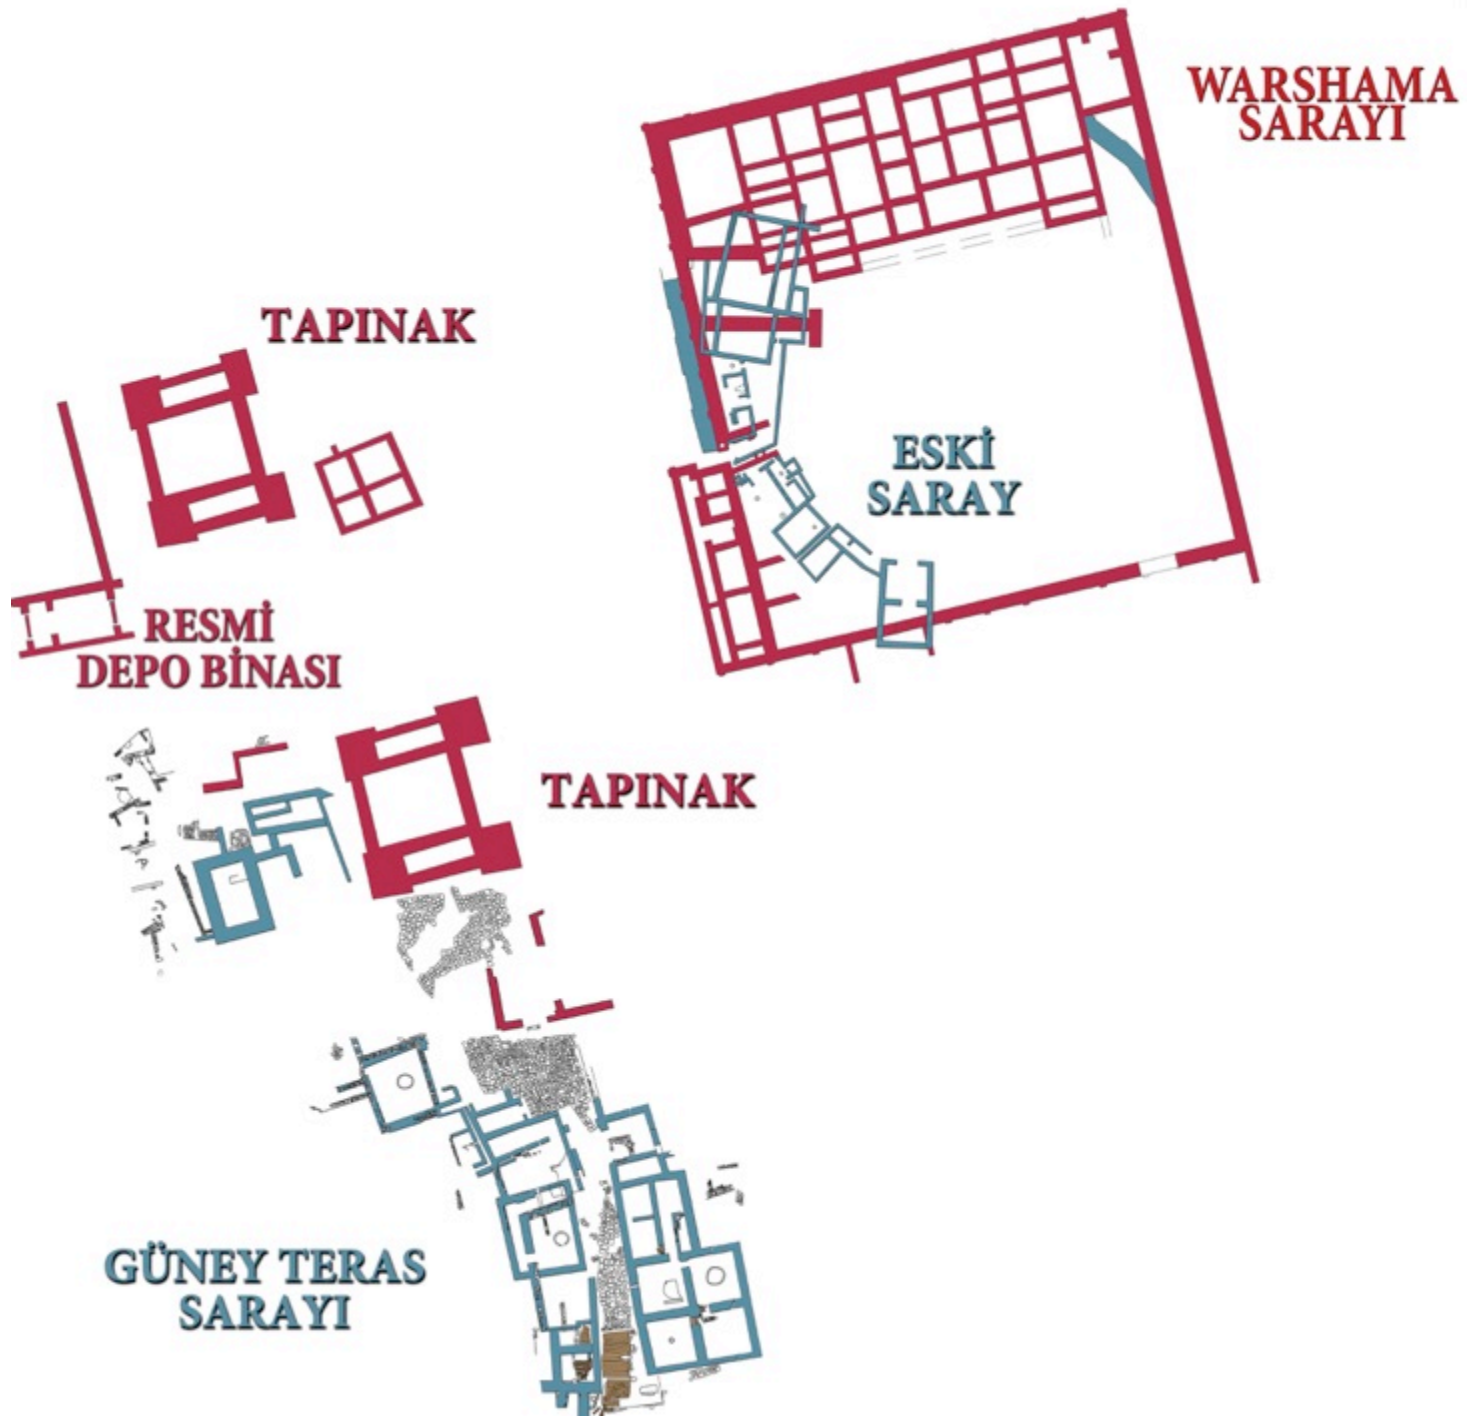 WARSHAMA
SARAYI
TAPINAK
ESKİ
SARAY
RESMİ
DEPO BİNASI
TAPINAK
GÜNEY TERAS
SARAYI